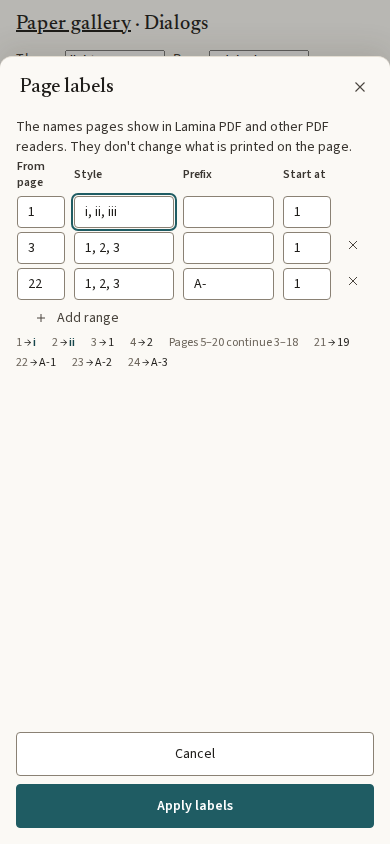 Paper gallery · Dialogs
Page labels
The names pages show in Lamina PDF and other PDF
readers. They don't change what is printed on the page.
From page Style Prefix Start at
1 i, ii, iii 1
3 1, 2, 3 1
22 1, 2, 3 A- 1
Add range
1→i 2→ii 3→1 4→2 Pages 5–20 continue 3–18 21→19
22→A-1 23→A-2 24→A-3
Cancel
Apply labels